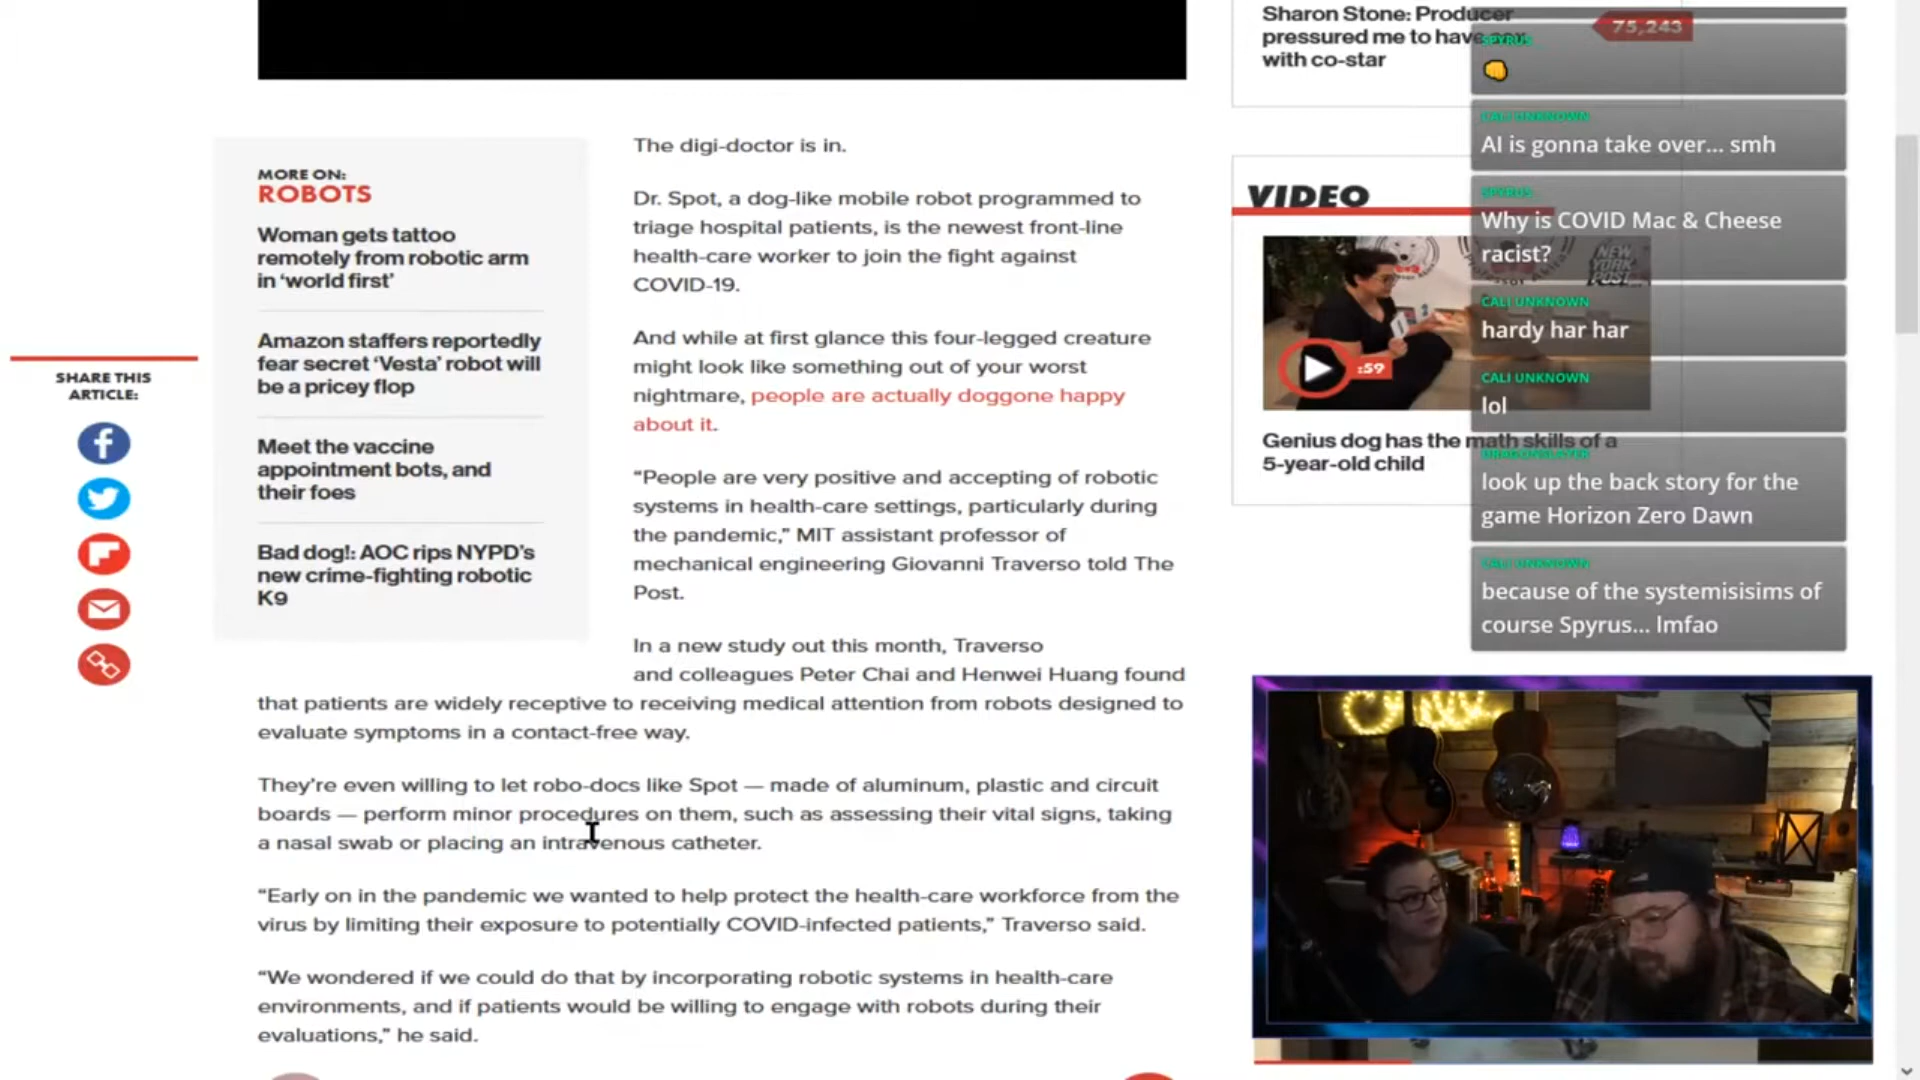 The digi-doctor is in.
Dr. Spot, a dog-like mobile robot programmed to
triage hospital patients, is the newest front-line
health-care worker to join the fight against
COVID-19.
And while at first glance this four-legged creature
might look like something out of your worst
nightmare, people are actually doggone happy
about it.
“People are very positive and accepting of robotic
systems in health-care settings, particularly during
the pandemic,” MIT assistant professor of
mechanical engineering Giovanni Traverso told The
Post.
In a new study out this month, Traverso
and colleagues Peter Chai and Henwei Huang found
that patients are widely receptive to receiving medical attention from robots designed to
evaluate symptoms in a contact-free way.
They’re even willing to let robo-docs like Spot — made of aluminum, plastic and circuit
boards — perform minor procedures on them, such as assessing their vital signs, taking
a nasal swab or placing an intravenous catheter.
“Early on in the pandemic we wanted to help protect the health-care workforce from the
virus by limiting their exposure to potentially COVID-infected patients,” Traverso said.
“We wondered if we could do that by incorporating robotic systems in health-care
environments, and if patients would be willing to engage with robots during their
evaluations,” he said.
MORE ON:
ROBOTS
Woman gets tattoo
remotely from robotic arm
in ‘world first’
Amazon staffers reportedly
fear secret ‘Vesta’ robot will
be a pricey flop
Meet the vaccine
appointment bots, and
their foes
Bad dog!: AOC rips NYPD’s
new crime-fighting robotic
K9
SHARE THIS
ARTICLE:
Sharon Stone: Producer
pressured me to have sex
with co-star
75,243
VIDEO
NEW
YORK
POST
:59
Genius dog has the math skills of a
5-year-old child
SPYRUS
CALI UNKNOWN
AI is gonna take over... smh
SPYRUS
Why is COVID Mac & Cheese
racist?
CALI UNKNOWN
hardy har har
CALI UNKNOWN
lol
DRAGONSLAYER
look up the back story for the
game Horizon Zero Dawn
CALI UNKNOWN
because of the systemisisims of
course Spyrus... lmfao